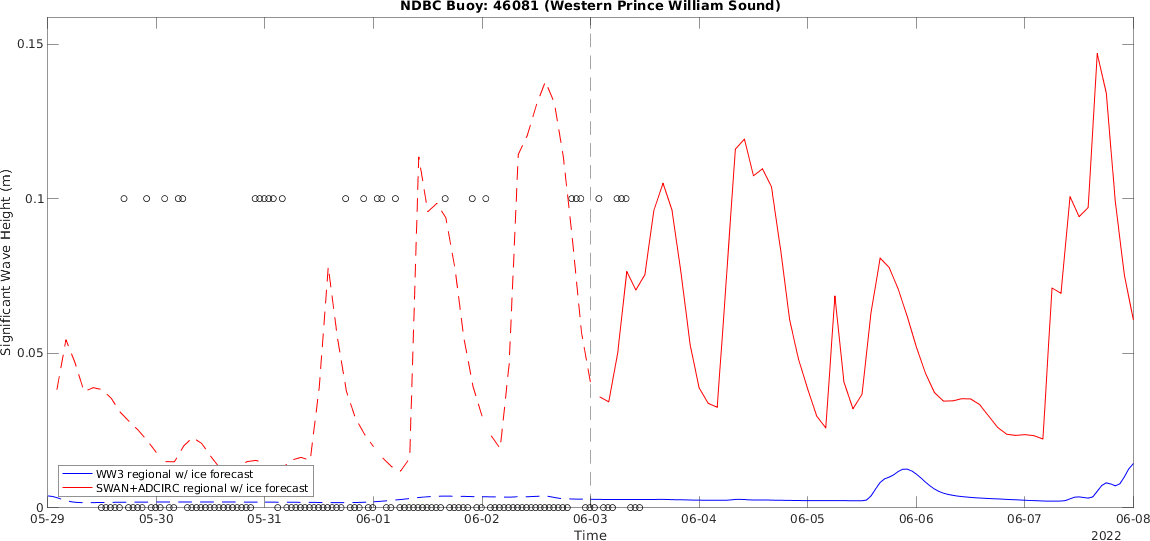 NDBC Buoy: 46081 (Western Prince William Sound)
Significant Wave Height (m)
0.15
0.1
0.05
0
WW3 regional w/ ice forecast
SWAN+ADCIRC regional w/ ice forecast
05-29 05-30 05-31 06-01 06-02 06-03 06-04 06-05 06-06 06-07 06-08
Time
2022